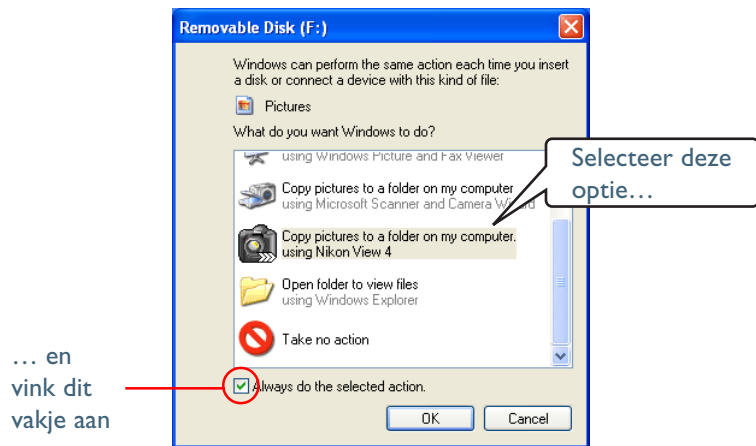 Removable Disk (F:)
Windows can perform the same action each time you insert
a disk or connect a device with this kind of file:
Pictures
What do you want Windows to do?
using Windows Picture and Fax Viewer
Selecteer deze
optie…
Copy pictures to a folder on my computer
using Microsoft Scanner and Camera Wizard
Copy pictures to a folder on my computer.
using Nikon View 4
Open folder to view files
using Windows Explorer
Take no action
… en
vink dit
vakje aan
Always do the selected action.
OK
Cancel